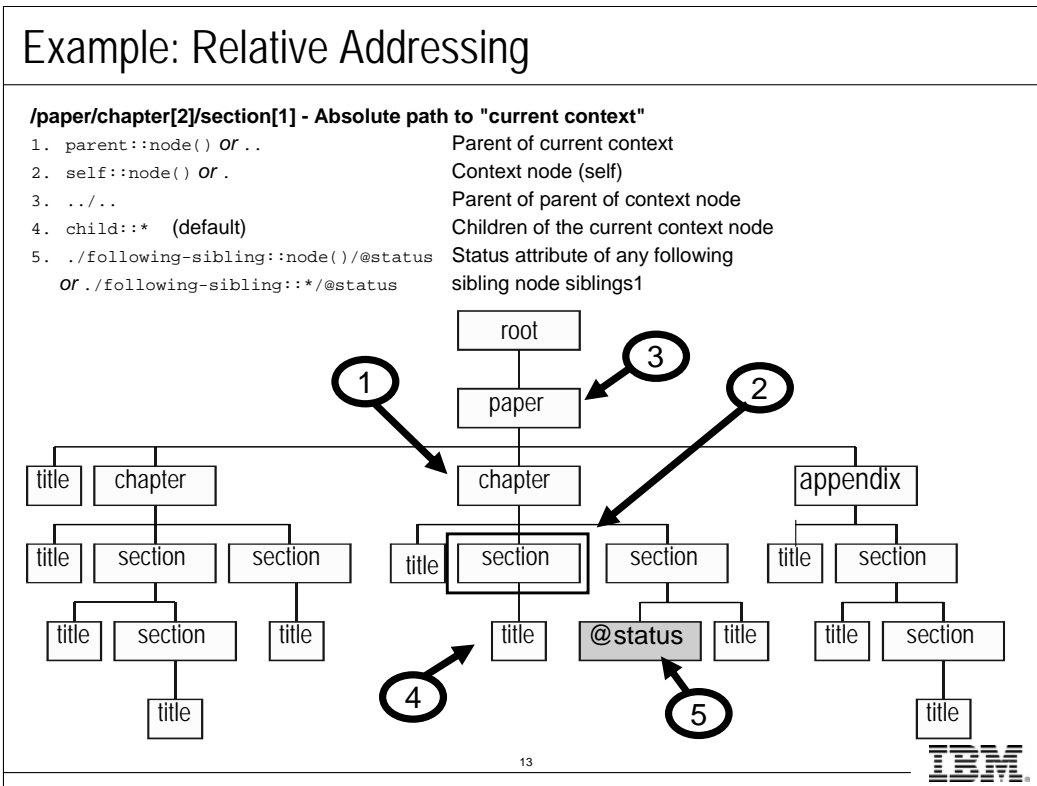 Example: Relative Addressing
/paper/chapter[2]/section[1] - Absolute path to "current context"
1. parent::node() or .. Parent of current context
2. self::node() or . Context node (self)
3. ../.. Parent of parent of context node
4. child::* (default) Children of the current context node
5. ./following-sibling::node()/@status Status attribute of any following
or ./following-sibling::*/@status sibling node siblings1
root
3
1
2
paper
title chapter chapter appendix
title section section title section section title section
title section title title @status title title section
4
5
title title
13
IBM.